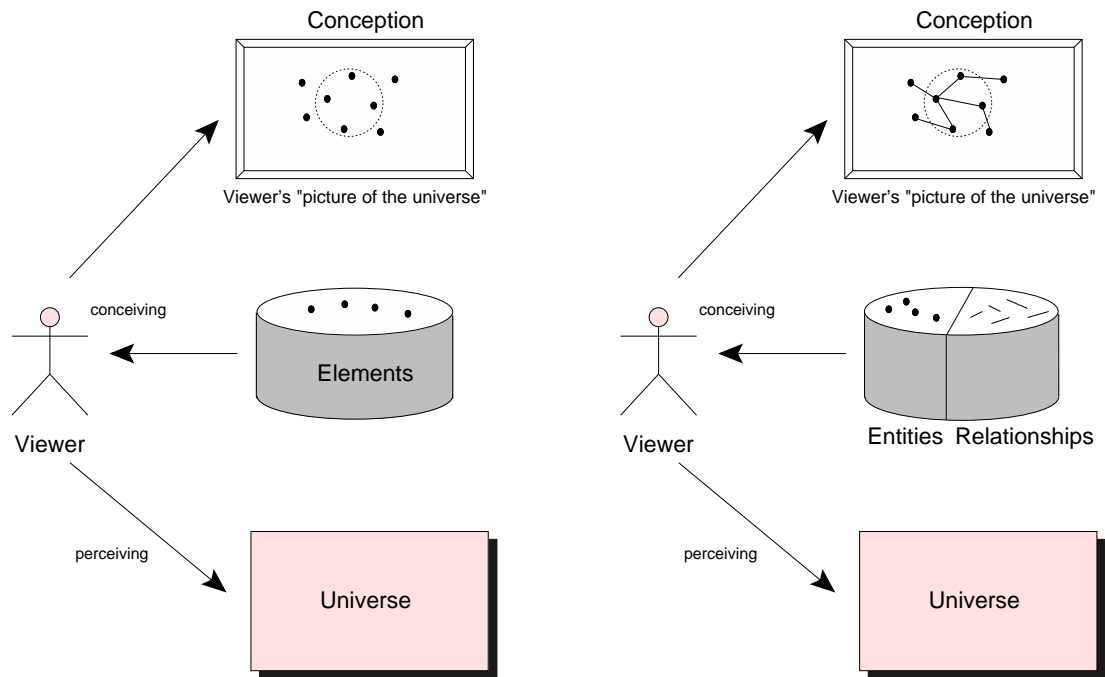 Conception
Viewer's "picture of the universe"
conceiving
Elements
Viewer
perceiving
Universe
Conception
Viewer's "picture of the universe"
conceiving
Entities Relationships
Viewer
perceiving
Universe